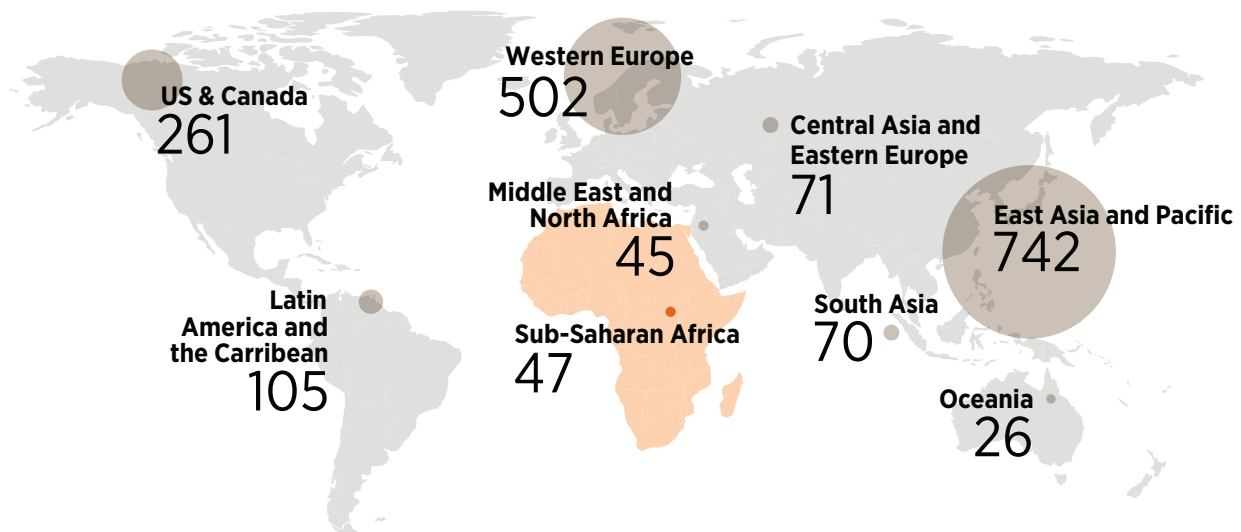 US & Canada
261
Western Europe
502
Central Asia and
Eastern Europe
71
Middle East and
North Africa
45
East Asia and Pacific
742
Latin
America and
the Carribean
105
Sub-Saharan Africa
47
South Asia
70
Oceania
26